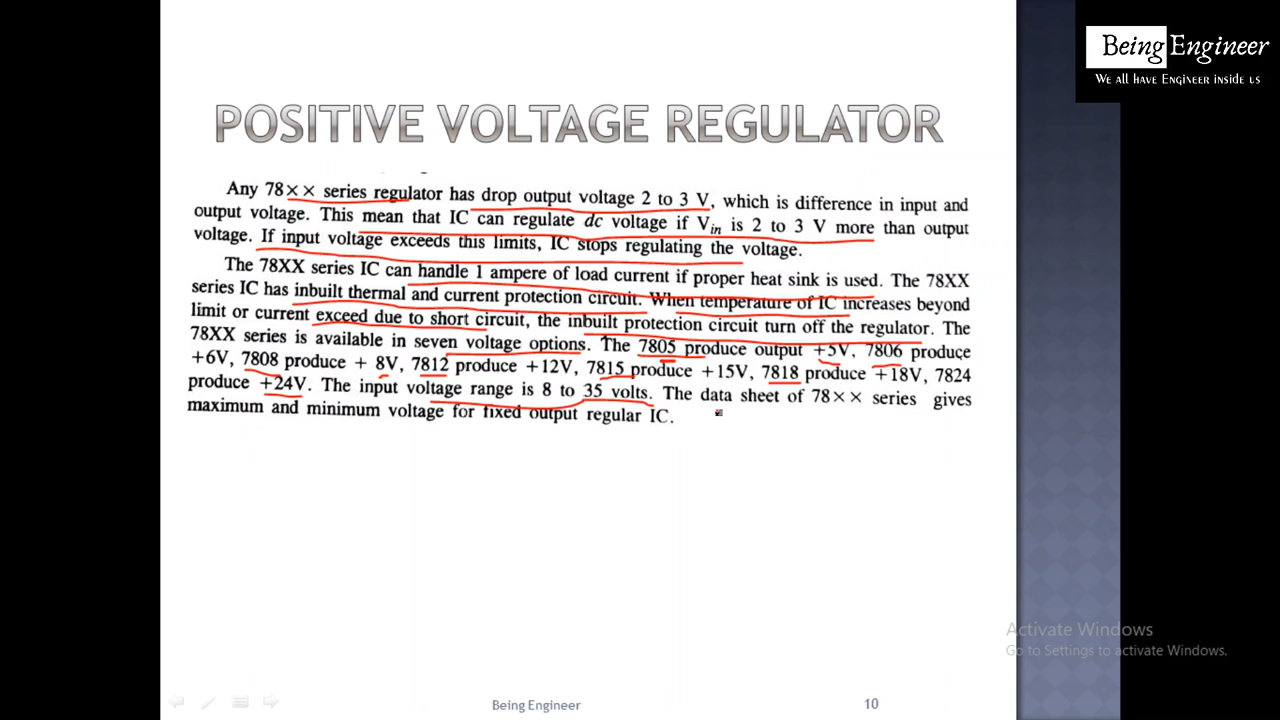 Being Engineer
We all have Engineer inside us
POSITIVE VOLTAGE REGULATOR
Any 78×× series regulator has drop output voltage 2 to 3 V, which is difference in input and
output voltage. This mean that IC can regulate dc voltage if Vin is 2 to 3 V more than output
voltage. If input voltage exceeds this limits, IC stops regulating the voltage.
The 78XX series IC can handle 1 ampere of load current if proper heat sink is used. The 78XX
series IC has inbuilt thermal and current protection circuit. When temperature of IC increases beyond
limit or current exceed due to short circuit, the inbuilt protection circuit turn off the regulator. The
78XX series is available in seven voltage options. The 7805 produce output +5V, 7806 produce
+6V, 7808 produce + 8V, 7812 produce +12V, 7815 produce +15V, 7818 produce +18V, 7824
produce +24V. The input voltage range is 8 to 35 volts. The data sheet of 78×× series gives
maximum and minimum voltage for fixed output regular IC.
Activate Windows
Go to Settings to activate Windows.
Being Engineer
10